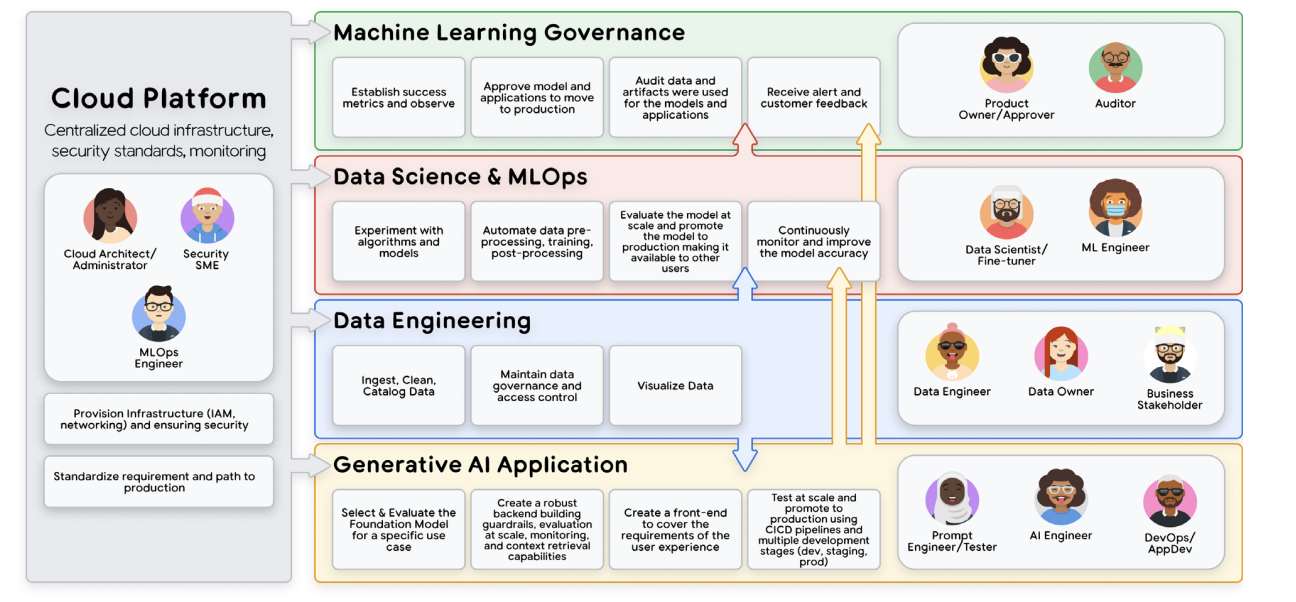 Cloud Platform
Centralized cloud infrastructure,
security standards, monitoring
Cloud Architect/
Administrator
Security
SME
MLOps
Engineer
Provision Infrastructure (IAM,
networking) and ensuring security
Standardize requirement and path to
production
Machine Learning Governance
Establish success
metrics and observe
Approve model and
applications to move
to production
Audit data and
artifacts were used
for the models and
applications
Receive alert and
customer feedback
Product
Owner/Approver
Auditor
Data Science & MLOps
Experiment with
algorithms and
models
Automate data pre-
processing, training,
post-processing
Evaluate the model at
scale and promote
the model to
production making it
available to other
users
Continuously
monitor and improve
the model accuracy
Data Scientist/
Fine-tuner
ML Engineer
Data Engineering
Ingest, Clean,
Catalog Data
Maintain data
governance and
access control
Visualize Data
Data Engineer
Data Owner
Business
Stakeholder
Generative AI Application
Select & Evaluate the
Foundation Model
for a specific use
case
Create a robust
backend building
guardrails, evaluation
at scale, monitoring,
and context retrieval
capabilities
Create a front-end
to cover the
requirements of the
user experience
Test at scale and
promote to
production using
CICD pipelines and
multiple development
stages (dev, staging,
prod)
Prompt
Engineer/Tester
AI Engineer
DevOps/
AppDev